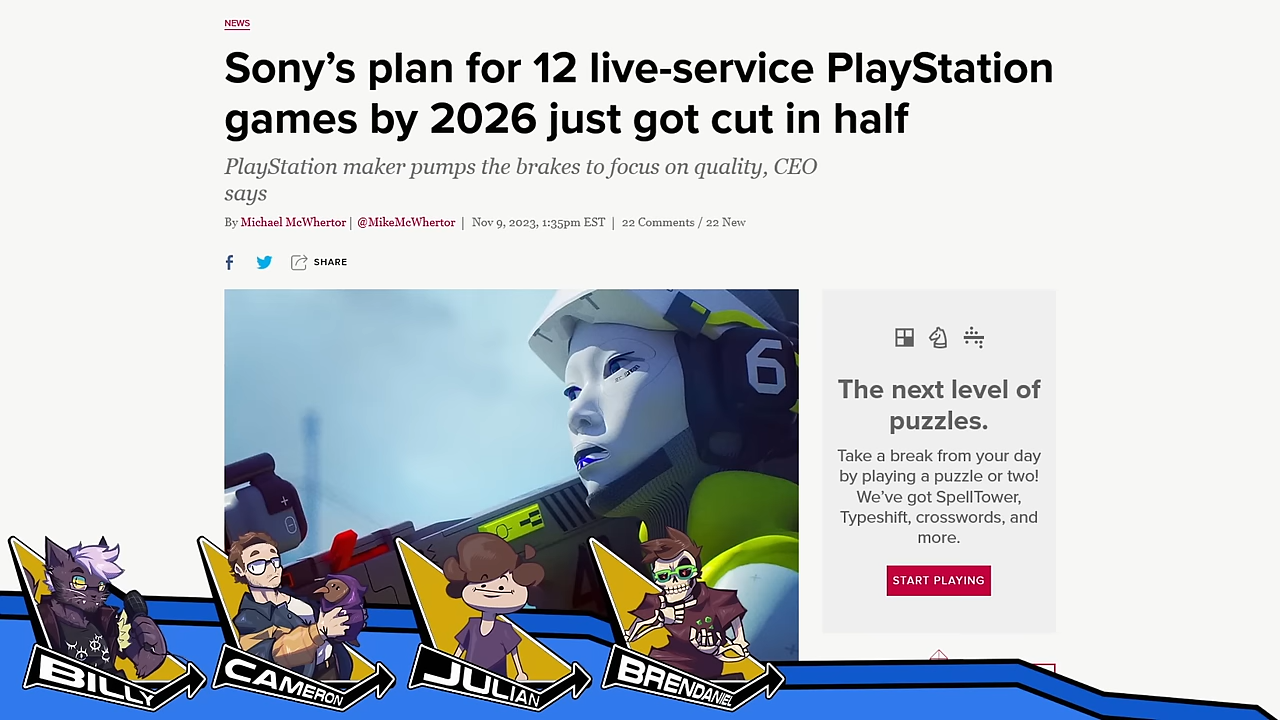 NEWS
Sony’s plan for 12 live-service PlayStation
games by 2026 just got cut in half
PlayStation maker pumps the brakes to focus on quality, CEO
says
By Michael McWhertor | @MikeMcWhertor | Nov 9, 2023, 1:35pm EST | 22 Comments / 22 New
SHARE
6
The next level of
puzzles.
Take a break from your day
by playing a puzzle or two!
We’ve got SpellTower,
Typeshift, crosswords, and
more.
START PLAYING
BILLY
CAMERON
JULIAN
BRENDANIEL